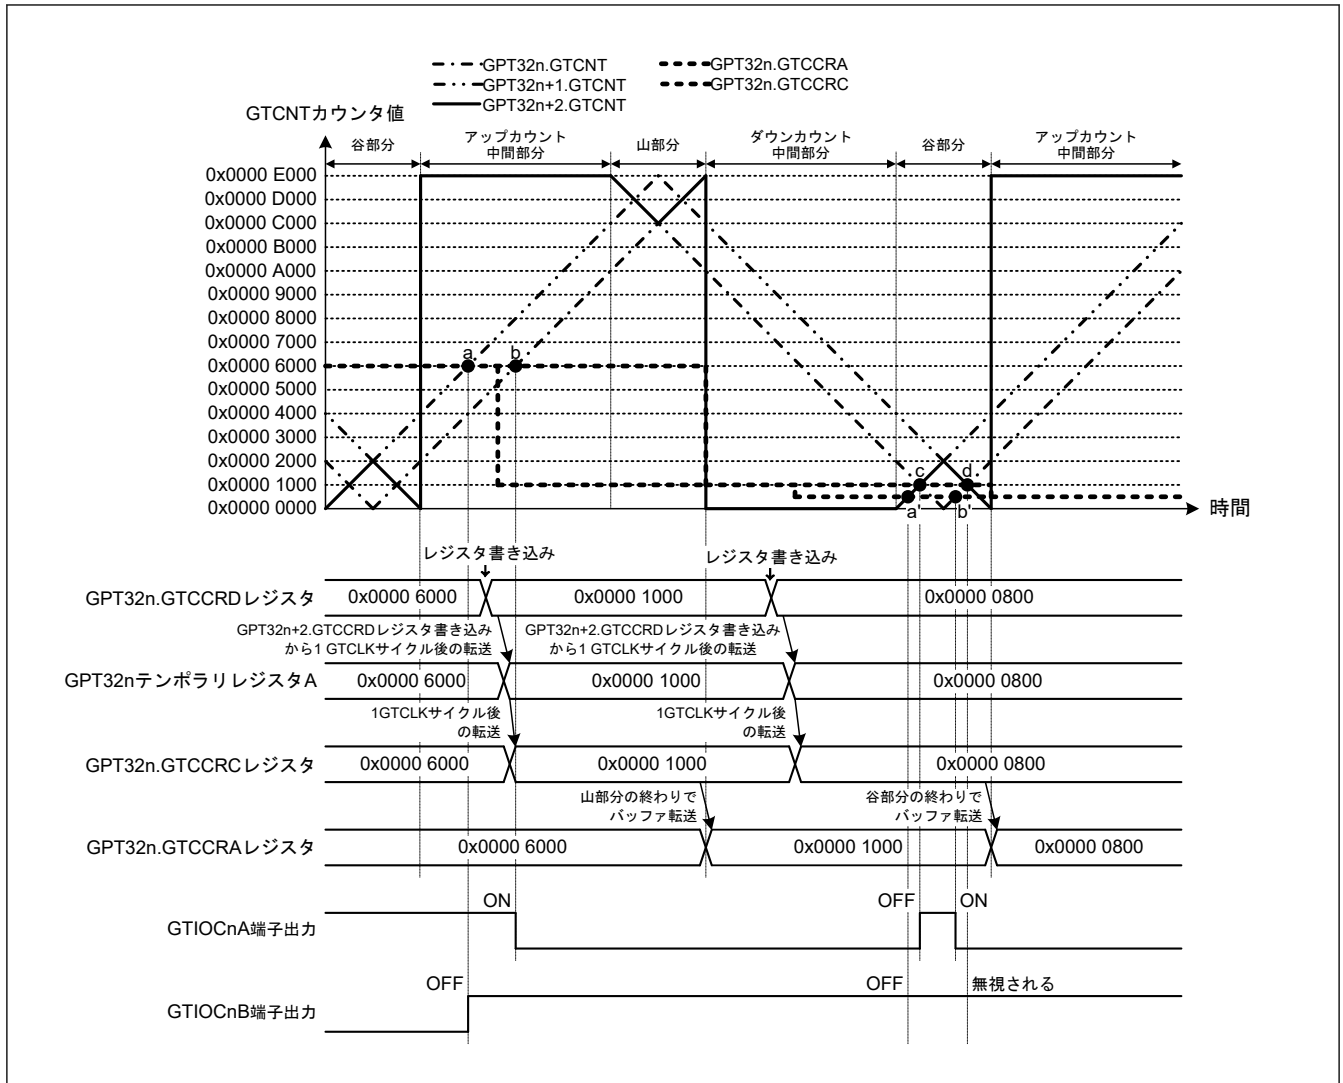 GPT32n.GTCNT
GPT32n.GTCCRA
GPT32n+1.GTCNT
GPT32n.GTCCRC
GPT32n+2.GTCNT
GTCNTカウンタ値
谷部分
アップカウント
中間部分
山部分
ダウンカウント
中間部分
谷部分
アップカウント
中間部分
0x0000 E000
0x0000 D000
0x0000 C000
0x0000 B000
0x0000 A000
0x0000 9000
0x0000 8000
0x0000 7000
0x0000 6000
0x0000 5000
0x0000 4000
0x0000 3000
0x0000 2000
0x0000 1000
0x0000 0000
a
b
c
d
a'
b'
時間
レジスタ書き込み
レジスタ書き込み
GPT32n.GTCCRDレジスタ
0x0000 6000
0x0000 1000
0x0000 0800
GPT32n+2.GTCCRDレジスタ書き込み
から1 GTCLKサイクル後の転送
GPT32n+2.GTCCRDレジスタ書き込み
から1 GTCLKサイクル後の転送
GPT32nテンポラリレジスタA
0x0000 6000
0x0000 1000
0x0000 0800
1GTCLKサイクル後
の転送
1GTCLKサイクル後
の転送
GPT32n.GTCCRCレジスタ
0x0000 6000
0x0000 1000
0x0000 0800
山部分の終わりで
バッファ転送
谷部分の終わりで
バッファ転送
GPT32n.GTCCRAレジスタ
0x0000 6000
0x0000 1000
0x0000 0800
ON
OFF
ON
GTIOCnA端子出力
OFF
OFF
無視される
GTIOCnB端子出力